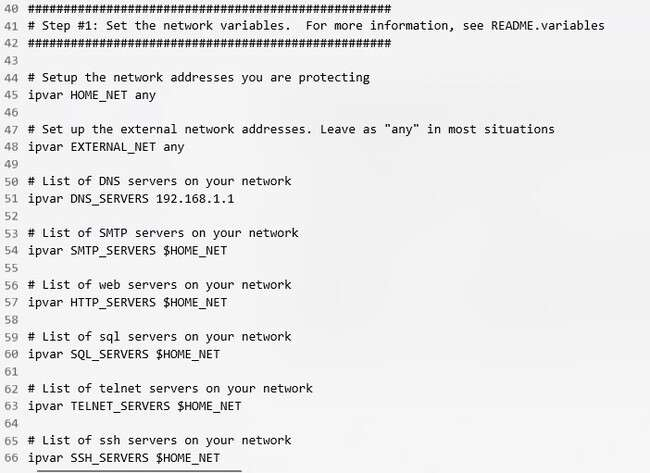 40 ###################################################
41 # Step #1: Set the network variables.  For more information, see README.variables
42 ###################################################
43
44 # Setup the network addresses you are protecting
45 ipvar HOME_NET any
46
47 # Set up the external network addresses. Leave as "any" in most situations
48 ipvar EXTERNAL_NET any
49
50 # List of DNS servers on your network
51 ipvar DNS_SERVERS 192.168.1.1
52
53 # List of SMTP servers on your network
54 ipvar SMTP_SERVERS $HOME_NET
55
56 # List of web servers on your network
57 ipvar HTTP_SERVERS $HOME_NET
58
59 # List of sql servers on your network
60 ipvar SQL_SERVERS $HOME_NET
61
62 # List of telnet servers on your network
63 ipvar TELNET_SERVERS $HOME_NET
64
65 # List of ssh servers on your network
66 ipvar SSH_SERVERS $HOME_NET